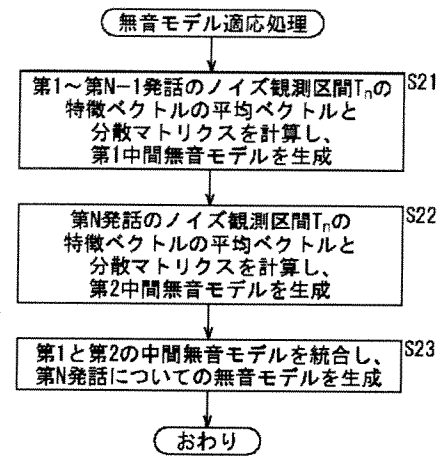 無音モデル適応処理
S21
第1～第N−1発話のノイズ観測区間Tnの
特徴ベクトルの平均ベクトルと
分散マトリクスを計算し、
第1中間無音モデルを生成
S22
第N発話のノイズ観測区間Tnの
特徴ベクトルの平均ベクトルと
分散マトリクスを計算し、
第2中間無音モデルを生成
S23
第1と第2の中間無音モデルを統合し、
第N発話についての無音モデルを生成
おわり